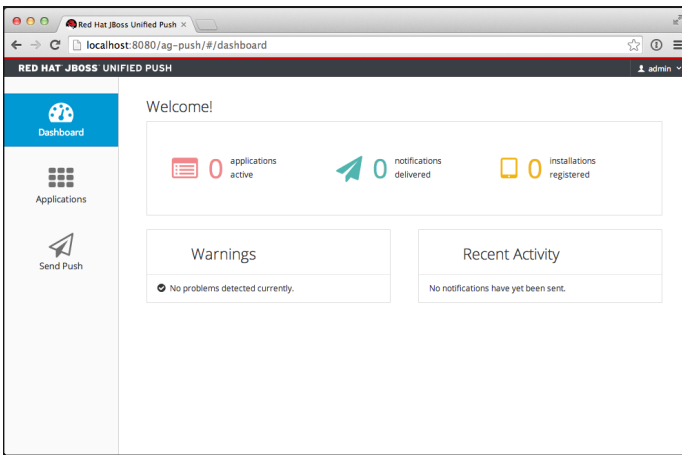 Red Hat JBoss Unified Push ×
localhost:8080/ag-push/#/dashboard
RED HAT JBOSS UNIFIED PUSH
admin
Dashboard
Applications
Send Push
Welcome!
0 applications active
0 notifications delivered
0 installations registered
Warnings
No problems detected currently.
Recent Activity
No notifications have yet been sent.